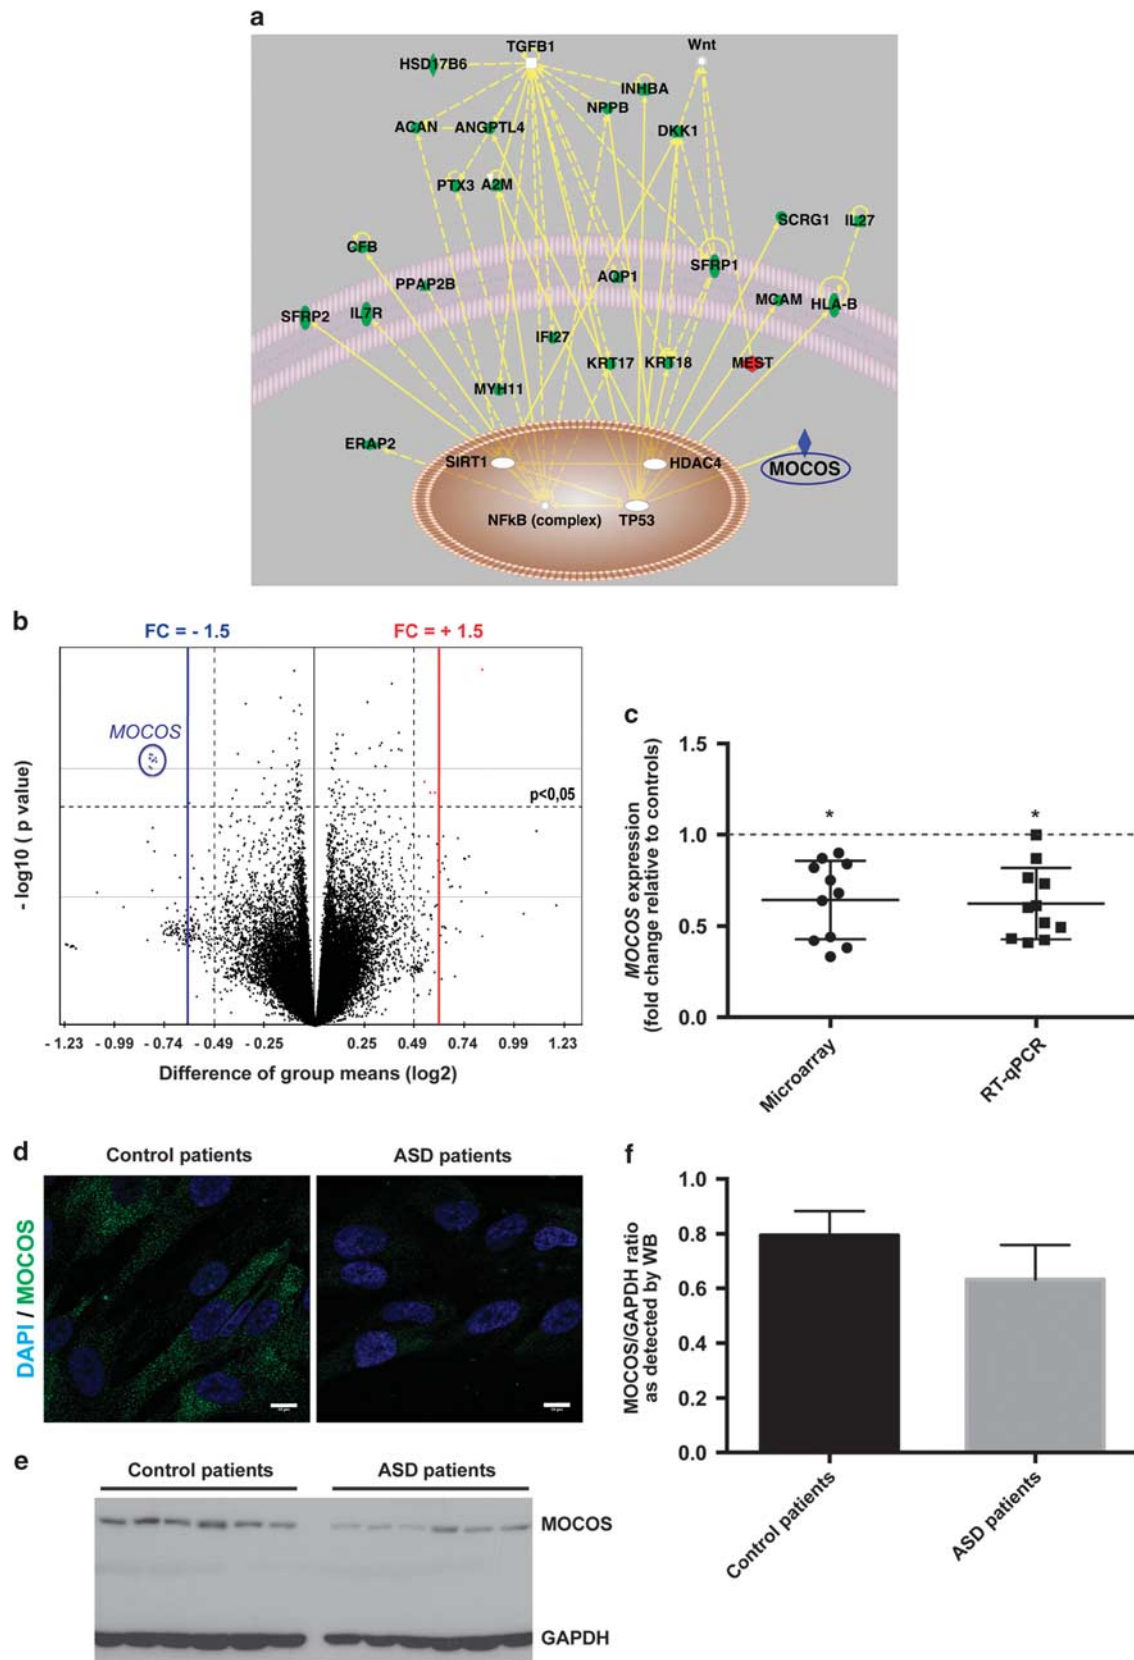 a
TGFB1
Wnt
HSD17B6
INHBA
NPPB
ACAN
ANGPTL4
DKK1
PTX3
A2M
SCRG1
IL27
CFB
SFRP1
PPAP2B
AQP1
MCAM
HLA-B
SFRP2
IL7R
IFI27
KRT17
KRT18
MEST
MYH11
ERAP2
SIRT1
HDAC4
MOCOS
NFkB (complex)
TP53
b
FC = - 1.5
FC = + 1.5
MOCOS
p<0,05
- log10 ( p value)
- 1.23
- 0.99
- 0.74
- 0.49
- 0.25
0.25
0.49
0.74
0.99
1.23
Difference of group means (log2)
c
1.5
1.0
0.5
0.0
MOCOS expression
(fold change relative to controls)
*
*
Microarray
RT-qPCR
d
Control patients
ASD patients
DAPI / MOCOS
e
Control patients
ASD patients
MOCOS
GAPDH
f
1.0
0.8
0.6
0.4
0.2
0.0
MOCOS/GAPDH ratio
as detected by WB
Control patients
ASD patients